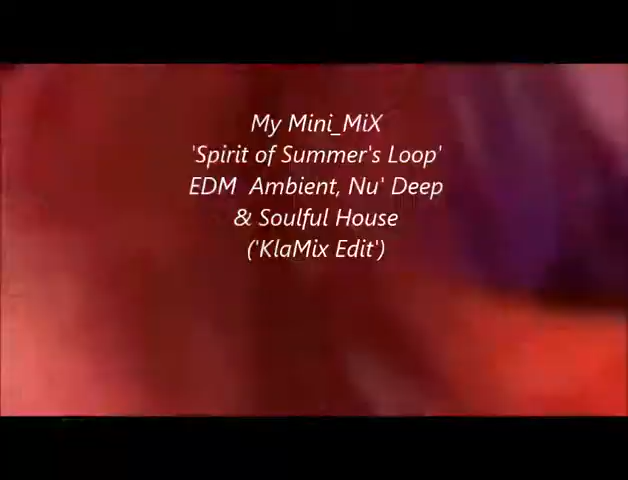 My Mini_MiX
'Spirit of Summer's Loop'
EDM  Ambient, Nu' Deep
& Soulful House
('KlaMix Edit')